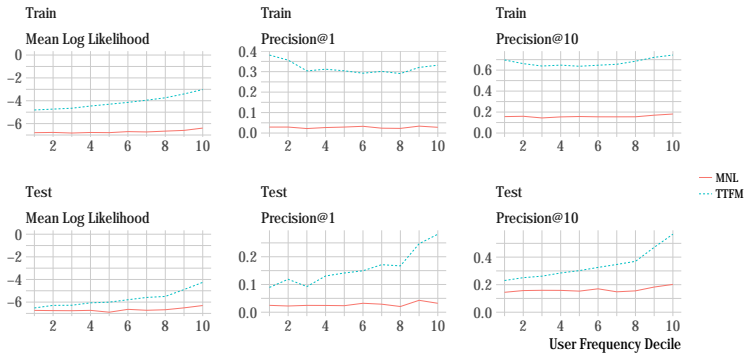 Train Train Train
Mean Log Likelihood Precision@1 Precision@10
0 0.4
−2 0.3 0.6
−4 0.2 0.4
−6 0.1 0.2
0.0 0.0
2 4 6 8 10 2 4 6 8 10 2 4 6 8 10
MNL
TTFM
Test Test Test
Mean Log Likelihood Precision@1 Precision@10
0
−2 0.2 0.4
−4 0.1 0.2
−6
0.0 0.0
2 4 6 8 10 2 4 6 8 10 2 4 6 8 10
User Frequency Decile